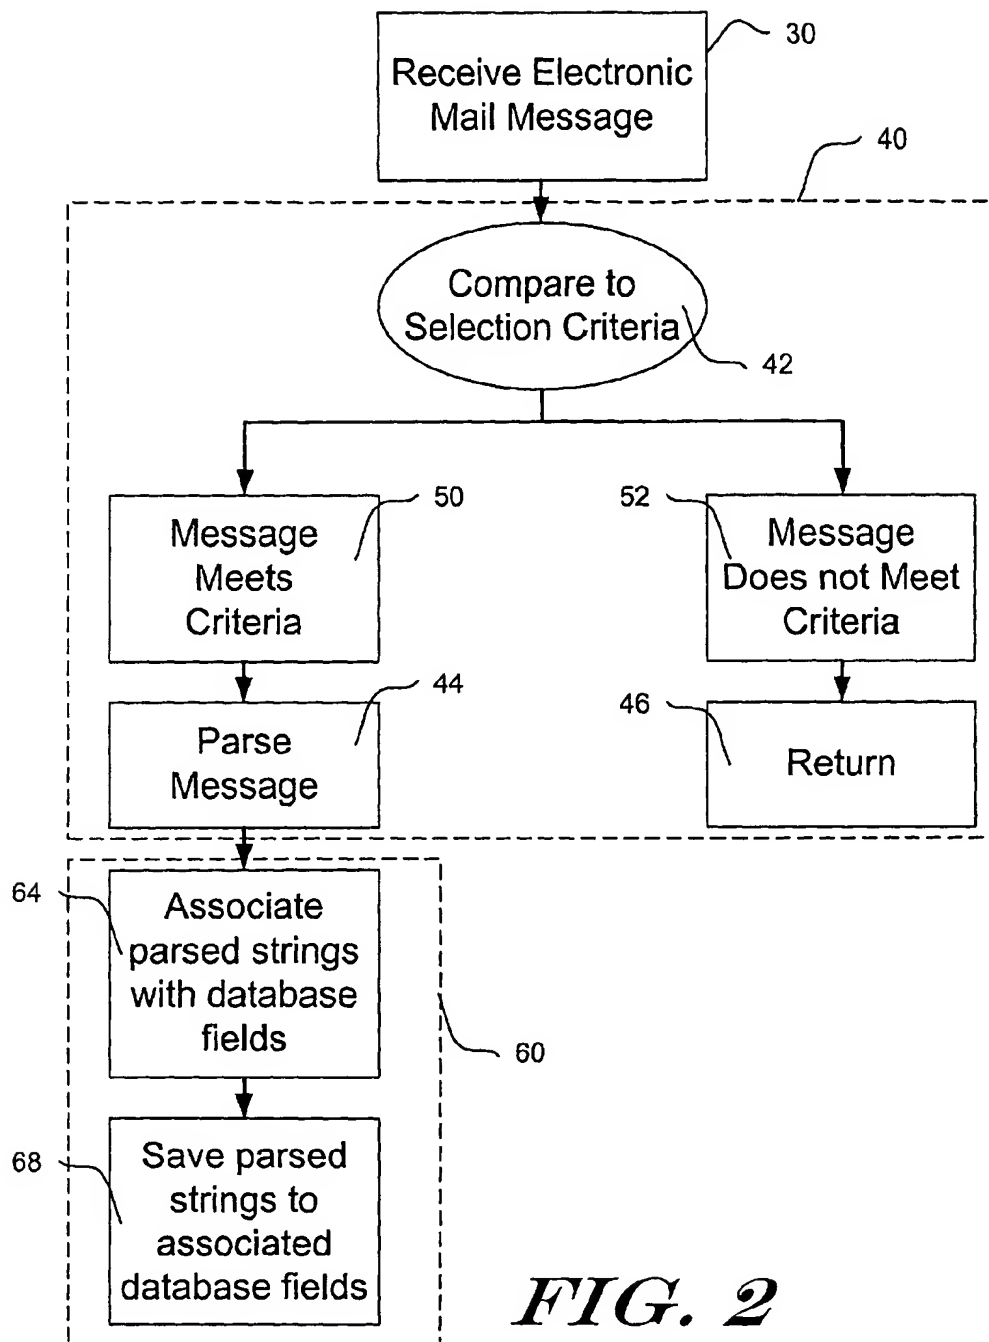 30
Receive Electronic
Mail Message
40
Compare to
Selection Criteria
42
50
Message
Meets
Criteria
52
Message
Does not Meet
Criteria
44
Parse
Message
46
Return
64
Associate
parsed strings
with database
fields
60
68
Save parsed
strings to
associated
database fields
FIG. 2